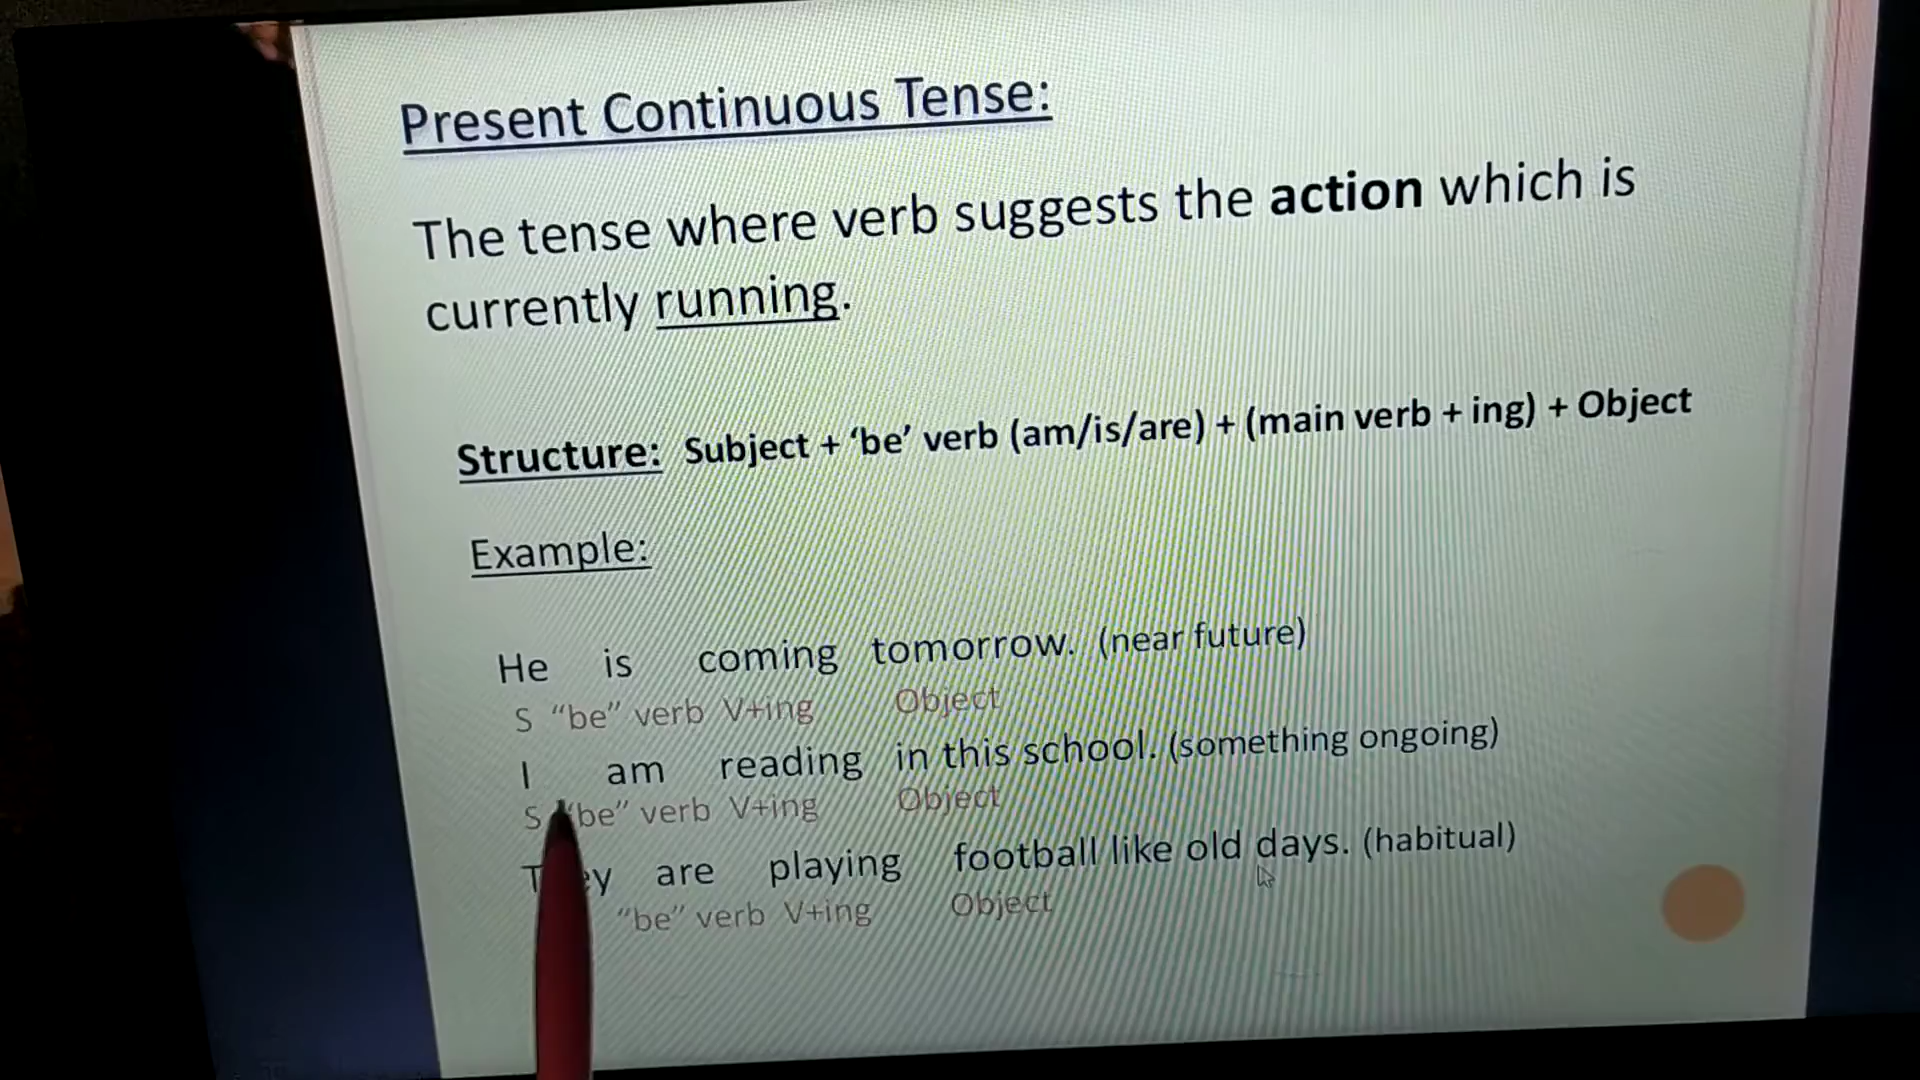 Present Continuous Tense:
The tense where verb suggests the action which is
currently running.
Structure: Subject + ‘be’ verb (am/is/are) + (main verb + ing) + Object
Example:
He is coming tomorrow. (near future)
S “be” verb V+ing Object
I am reading in this school. (something ongoing)
S “be” verb V+ing Object
are playing football like old days. (habitual)
“be” verb V+ing Object